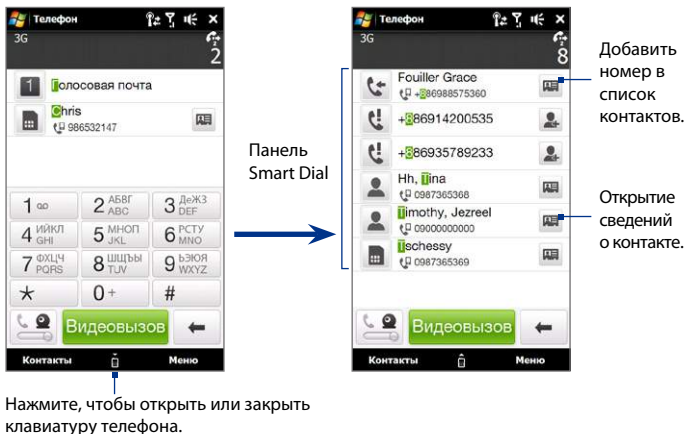 Телефон
3G
2
1 Голосовая почта
Chris
986532147
1
2 АБВГ ABC
3 ДеЖЗ DEF
4 ИЙКЛ GHI
5 МНОП JKL
6 РСТУ MNO
7 ФХЦЧ PQRS
8 ШЩЪЫ TUV
9 ЬЭЮЯ WXYZ
*
0 +
#
Видеовызов
Контакты
Меню
Нажмите, чтобы открыть или закрыть
клавиатуру телефона.
Панель
Smart Dial
Телефон
3G
8
Fouiller Grace
+886988575360
+886914200535
+886935789233
Hh, Tina
0987365368
Timothy, Jezreel
09000000000
Tschessy
0987365369
Видеовызов
Контакты
Меню
Добавить
номер в
список
контактов.
Открытие
сведений
о контакте.